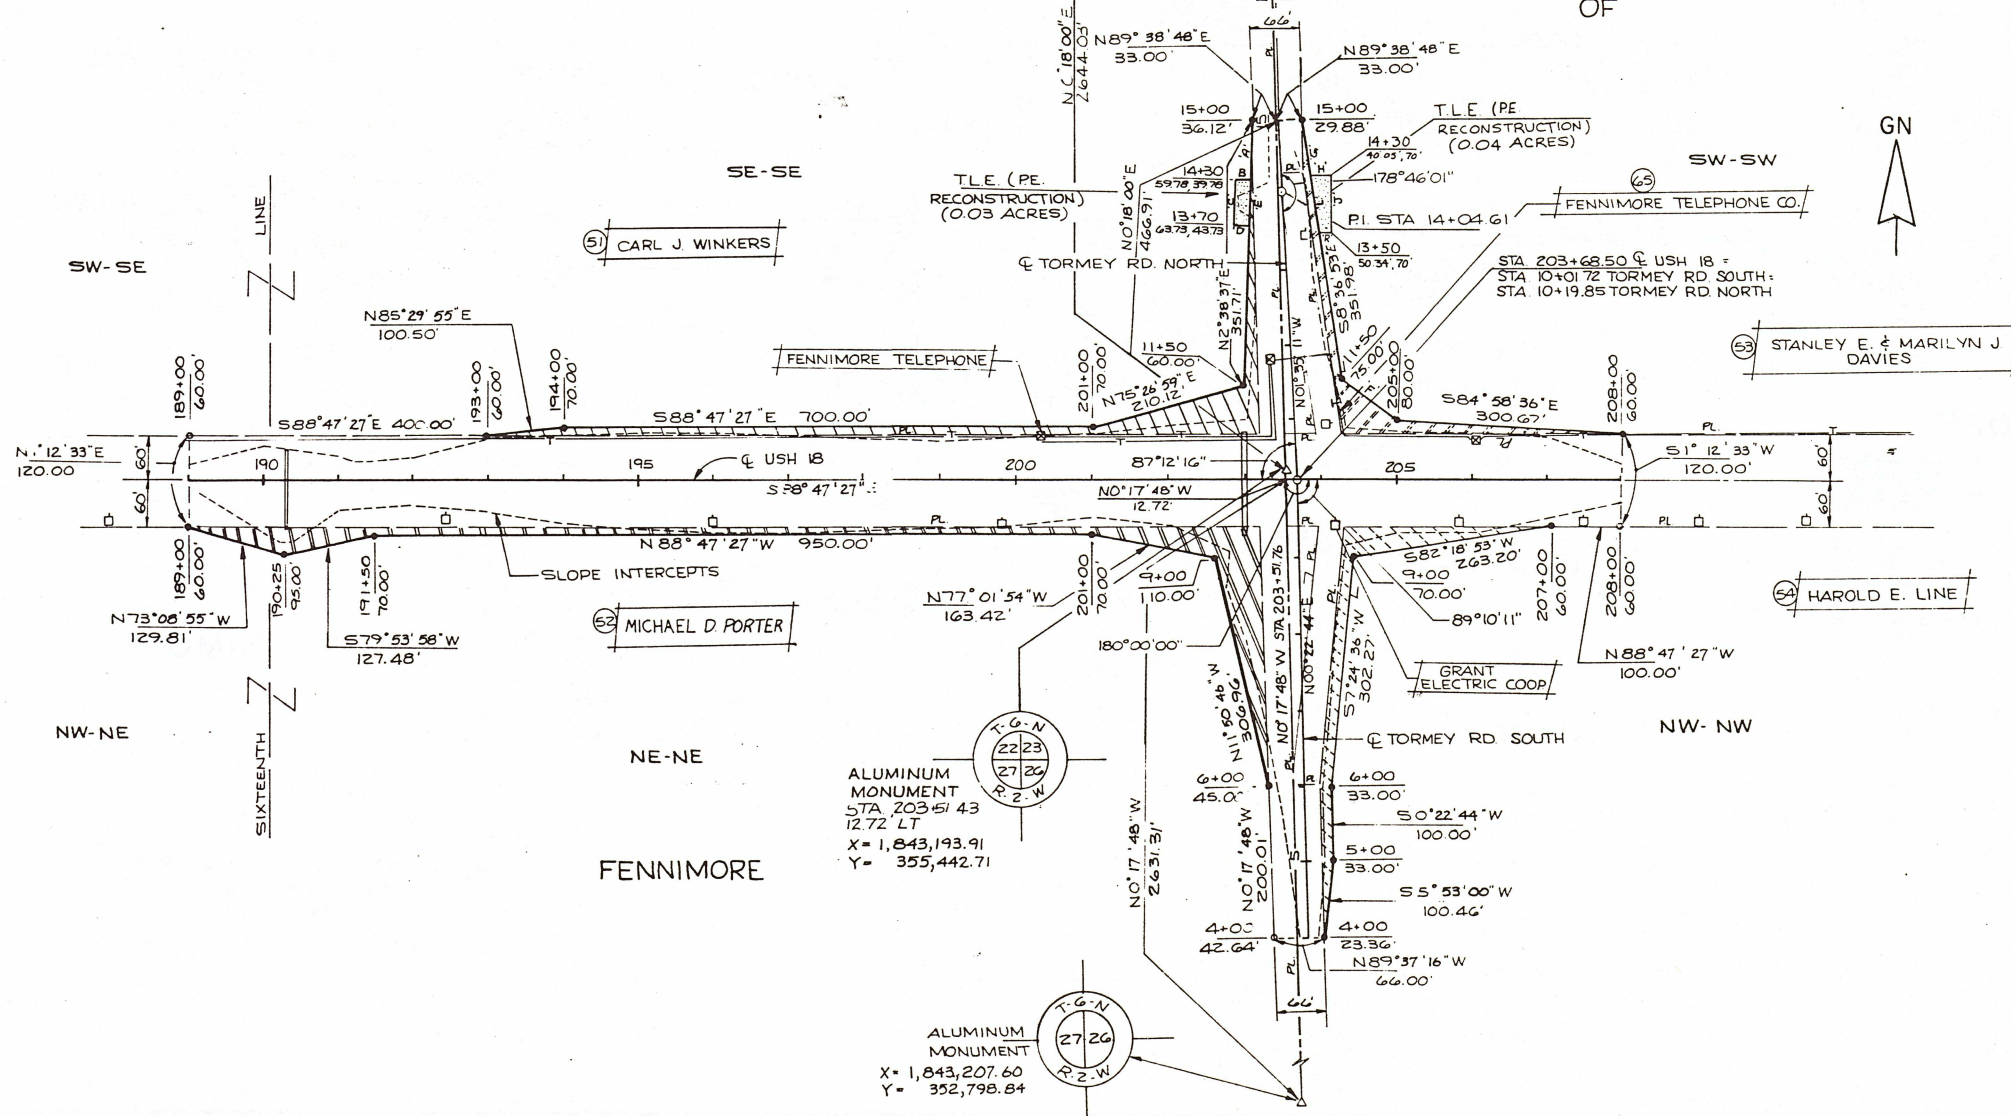 OF
66'
N89°38'48"E
33.00'
N89°38'48"E
33.00'
18'00"E
2644.03'
15+00
36.12'
15+00
29.88'
T.L.E. (PE
RECONSTRUCTION)
(0.04 ACRES)
14+30
40.05', 70'
178°46'01"
GN
SW-SW
SE-SE
T.L.E. (PE.
RECONSTRUCTION)
(0.03 ACRES)
14+30
59.78, 39.78
13+70
63.73, 43.73
N0°18'00"E
466.91'
65
FENNIMORE TELEPHONE CO.
P.I. STA 14+04.61
13+50
50.34', 70'
LINE
SW-SE
51
CARL J. WINKERS
℄ TORMEY RD. NORTH
STA. 203+68.50 ℄ USH 18 =
STA. 10+01.72 TORMEY RD. SOUTH=
STA. 10+19.85 TORMEY RD. NORTH
N2°38'37"E
351.71'
S8°36'53"E
351.98'
N01°35'11"W
N85°29'55"E
100.50'
53
STANLEY E. & MARILYN J.
DAVIES
FENNIMORE TELEPHONE
11+50
60.00'
11+50
75.00'
189+00
60.00'
193+00
60.00'
194+00
70.00'
201+00
70.00'
205+00
80.00'
208+00
60.00'
N75°26'59"E
210.12'
S88°47'27"E 400.00'
S88°47'27"E 700.00'
S84°58'36"E
300.67'
PL
12'33"E
120.00
60'
190
195
℄ USH 18
200
87°12'16"
205
S1°12'33"W
120.00'
60'
60'
60'
N0°17'48"W
12.72'
PL
N88°47'27"W 950.00'
SLOPE INTERCEPTS
S82°18'53"W
263.20'
189+00
60.00'
190+25
95.00'
191+50
70.00'
201+00
70.00'
9+00
110.00'
9+00
70.00'
207+00
60.00'
208+00
60.00'
N77°01'54"W
163.42'
54
HAROLD E. LINE
N73°08'55"W
129.81'
S79°53'58"W
127.48'
52
MICHAEL D. PORTER
180°00'00"
89°10'11"
N88°47'27"W
100.00'
GRANT
ELECTRIC COOP
N11°50'46"W
306.96'
N0°17'48"W STA 203+51.76
N00°22'44"E
S7°24'36"W
302.27'
NW-NE
NE-NE
NW-NW
℄ TORMEY RD. SOUTH
T-6-N
22 23
27 26
R.2.W
ALUMINUM
MONUMENT
STA. 203+51.43
12.72' LT
X= 1,843,193.91
Y= 355,442.71
SIXTEENTH
6+00
6+00
33.00'
S0°22'44"W
100.00'
5+00
33.00'
FENNIMORE
N0°17'48"W
2631.31'
N0°17'48"W
200.01'
5
S5°53'00"W
100.46'
42.64'
4+00
23.36'
N89°37'16"W
66.00'
66'
T-6-N
27 26
R.2-W
ALUMINUM
MONUMENT
X= 1,843,207.60
Y= 352,798.84